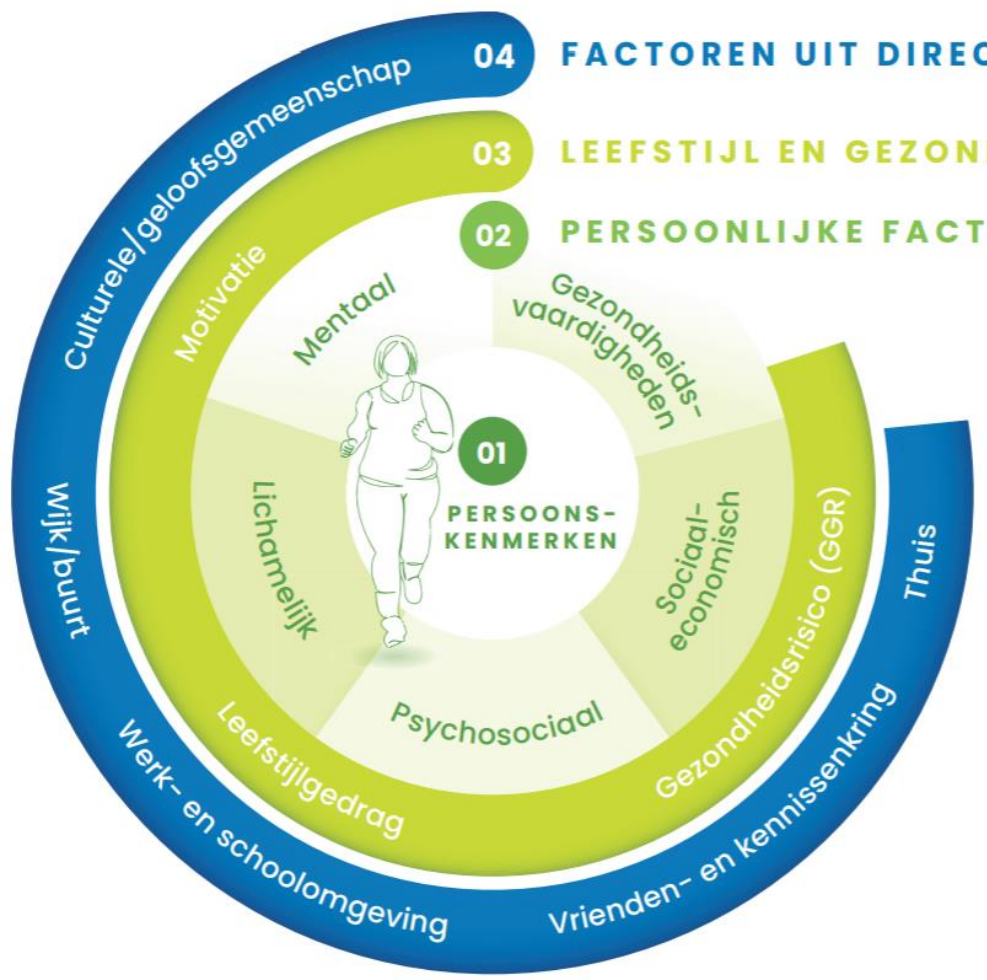 04 FACTOREN UIT DIREC
03 LEEFSTIJL EN GEZON
02 PERSOONLIJKE FACT
01
PERSOONS-
KENMERKEN
Mentaal
Gezondheids-
vaardigheden
Sociaal-
economisch
Psychosociaal
Lichamelijk
Motivatie
Leefstijlgedrag
Gezondheidsrisico (GGR)
Culturele/geloofsgemeenschap
Wijk/buurt
Werk- en schoolomgeving
Vrienden- en kennissenkring
Thuis